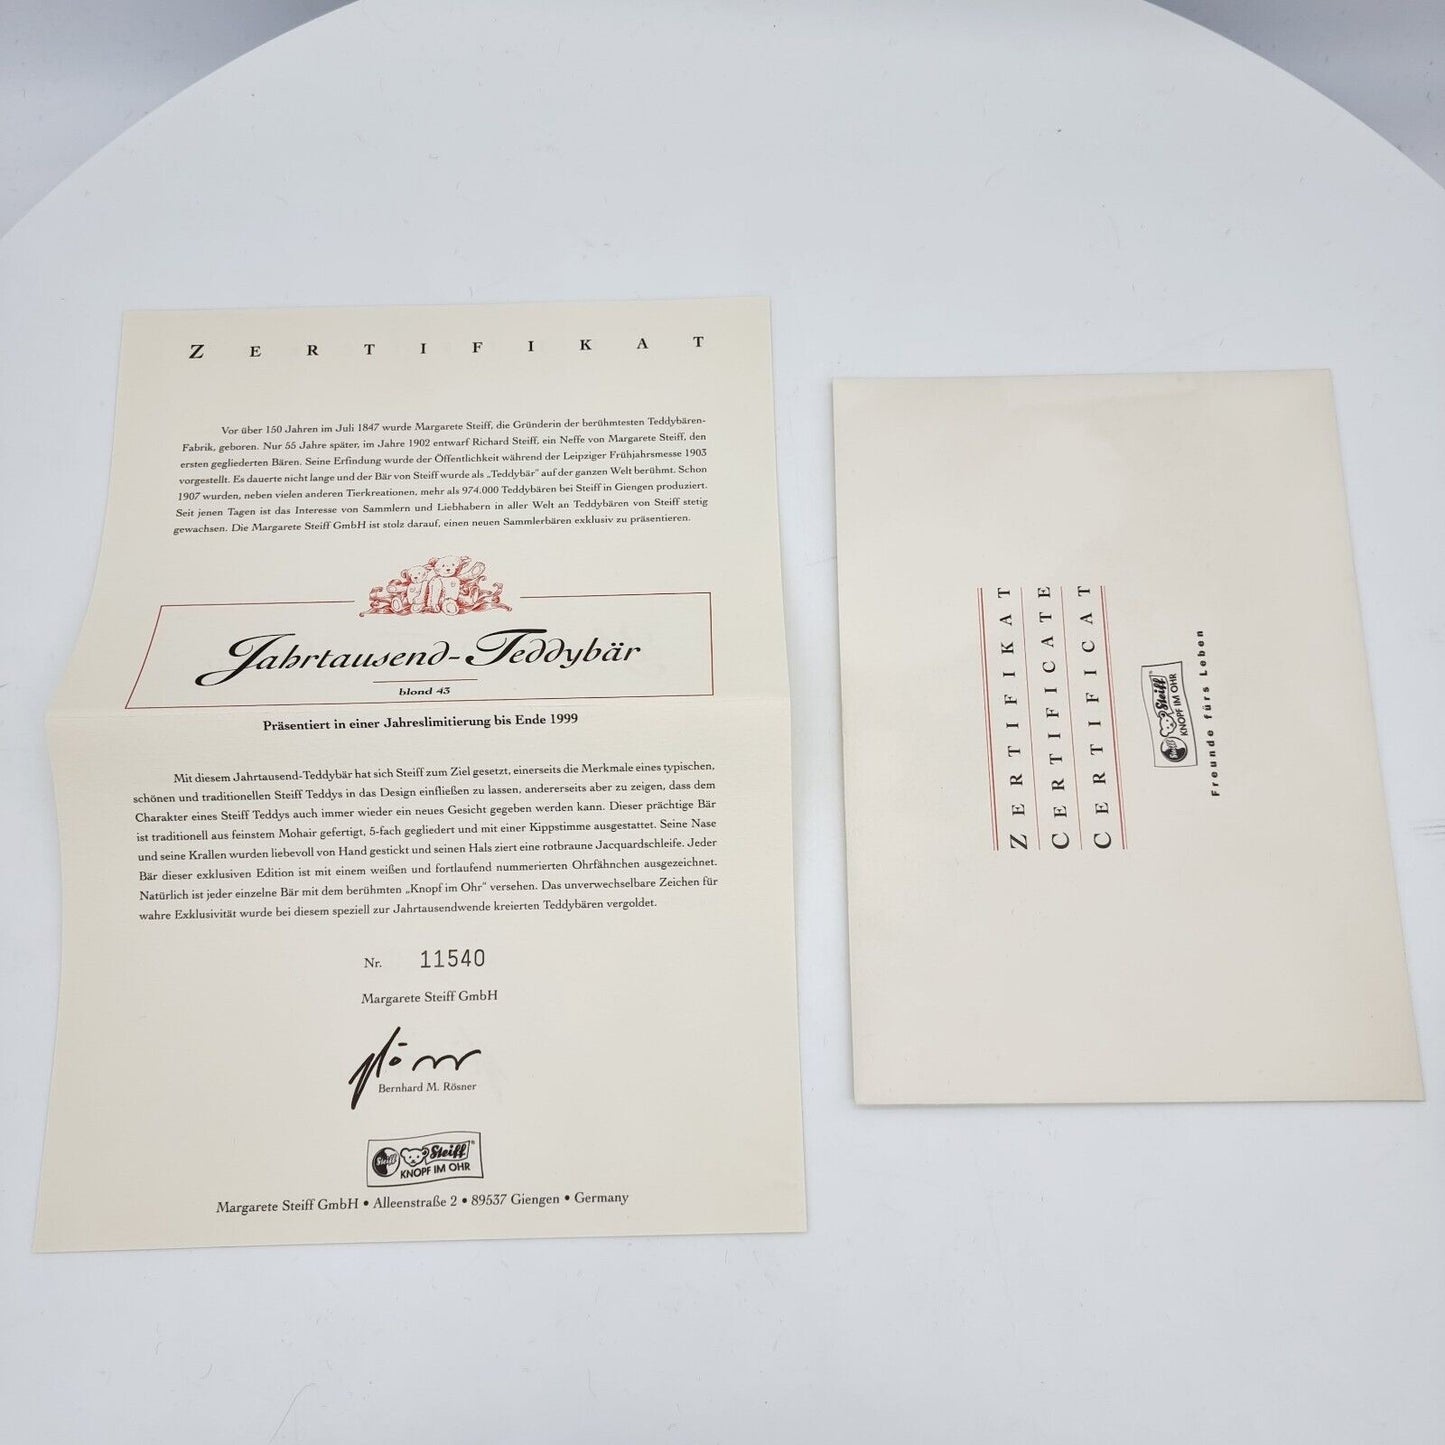 ZERTIFIKAT
Vor über 150 Jahren im Juli 1847 wurde Margarete Steiff, die Gründerin der berühmtesten Teddybären-
Fabrik, geboren. Nur 55 Jahre später, im Jahre 1902 entwarf Richard Steiff, ein Neffe von Margarete Steiff, den
ersten gegliederten Bären. Seine Erfindung wurde der Öffentlichkeit während der Leipziger Frühjahrsmesse 1903
vorgestellt. Es dauerte nicht lange und der Bär von Steiff wurde als „Teddybär“ auf der ganzen Welt berühmt. Schon
1907 wurden, neben vielen anderen Tierkreationen, mehr als 974.000 Teddybären bei Steiff in Giengen produziert.
Seit jenen Tagen ist das Interesse von Sammlern und Liebhabern in aller Welt an Teddybären von Steiff stetig
gewachsen. Die Margarete Steiff GmbH ist stolz darauf, einen neuen Sammlerbären exklusiv zu präsentieren.
Jahrtausend-Teddybär
blond 43
Präsentiert in einer Jahreslimitierung bis Ende 1999
Mit diesem Jahrtausend-Teddybär hat sich Steiff zum Ziel gesetzt, einerseits die Merkmale eines typischen,
schönen und traditionellen Steiff Teddys in das Design einfließen zu lassen, andererseits aber zu zeigen, dass dem
Charakter eines Steiff Teddys auch immer wieder ein neues Gesicht gegeben werden kann. Dieser prächtige Bär
ist traditionell aus feinstem Mohair gefertigt, 5-fach gegliedert und mit einer Kippstimme ausgestattet. Seine Nase
und seine Krallen wurden liebevoll von Hand gestickt und seinen Hals ziert eine rotbraune Jacquardschleife. Jeder
Bär dieser exklusiven Edition ist mit einem weißen und fortlaufend nummerierten Ohrfähnchen ausgezeichnet.
Natürlich ist jeder einzelne Bär mit dem berühmten „Knopf im Ohr“ versehen. Das unverwechselbare Zeichen für
wahre Exklusivität wurde bei diesem speziell zur Jahrtausendwende kreierten Teddybären vergoldet.
Nr. 11540
Margarete Steiff GmbH
Bernhard M. Rösner
Steiff Steiff®
KNOPF IM OHR
Margarete Steiff GmbH • Alleenstraße 2 • 89537 Giengen • Germany
ZERTIFIKAT
CERTIFICATE
CERTIFICAT
Steiff Steiff
KNOPF IM OHR
Freunde fürs Leben